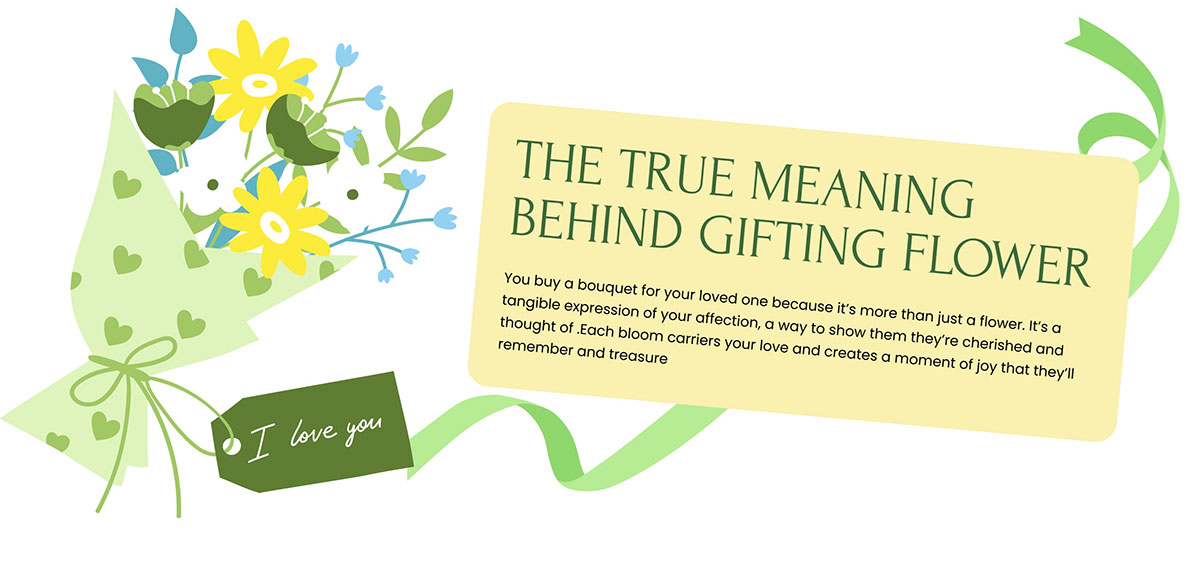 THE TRUE MEANING
BEHIND GIFTING FLOWER
You buy a bouquet for your loved one because it's more than just a flower. It's a
tangible expression of your affection, a way to show them they're cherished and
thought of .Each bloom carriers your love and creates a moment of joy that they'll
remember and treasure
I love you